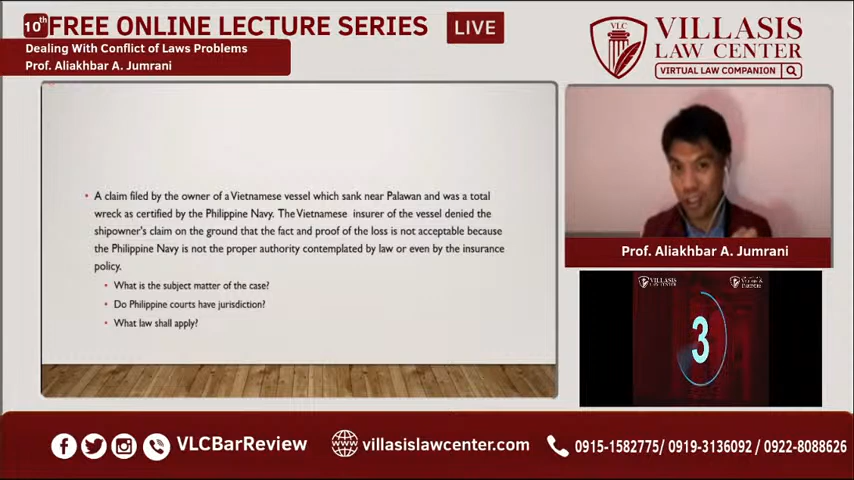 10th FREE ONLINE LECTURE SERIES
LIVE
Dealing With Conflict of Laws Problems
Prof. Aliakhbar A. Jumrani
VLC
VILLASIS
LAW CENTER
VIRTUAL LAW COMPANION
• A claim filed by the owner of a Vietnamese vessel which sank near Palawan and was a total
wreck as certified by the Philippine Navy. The Vietnamese insurer of the vessel denied the
shipowner's claim on the ground that the fact and proof of the loss is not acceptable because
the Philippine Navy is not the proper authority contemplated by law or even by the insurance
policy.
• What is the subject matter of the case?
• Do Philippine courts have jurisdiction?
• What law shall apply?
Prof. Aliakhbar A. Jumrani
VILLASIS
LAW CENTER
3
VLCBarReview
villasislawcenter.com
0915-1582775/ 0919-3136092 / 0922-8088626